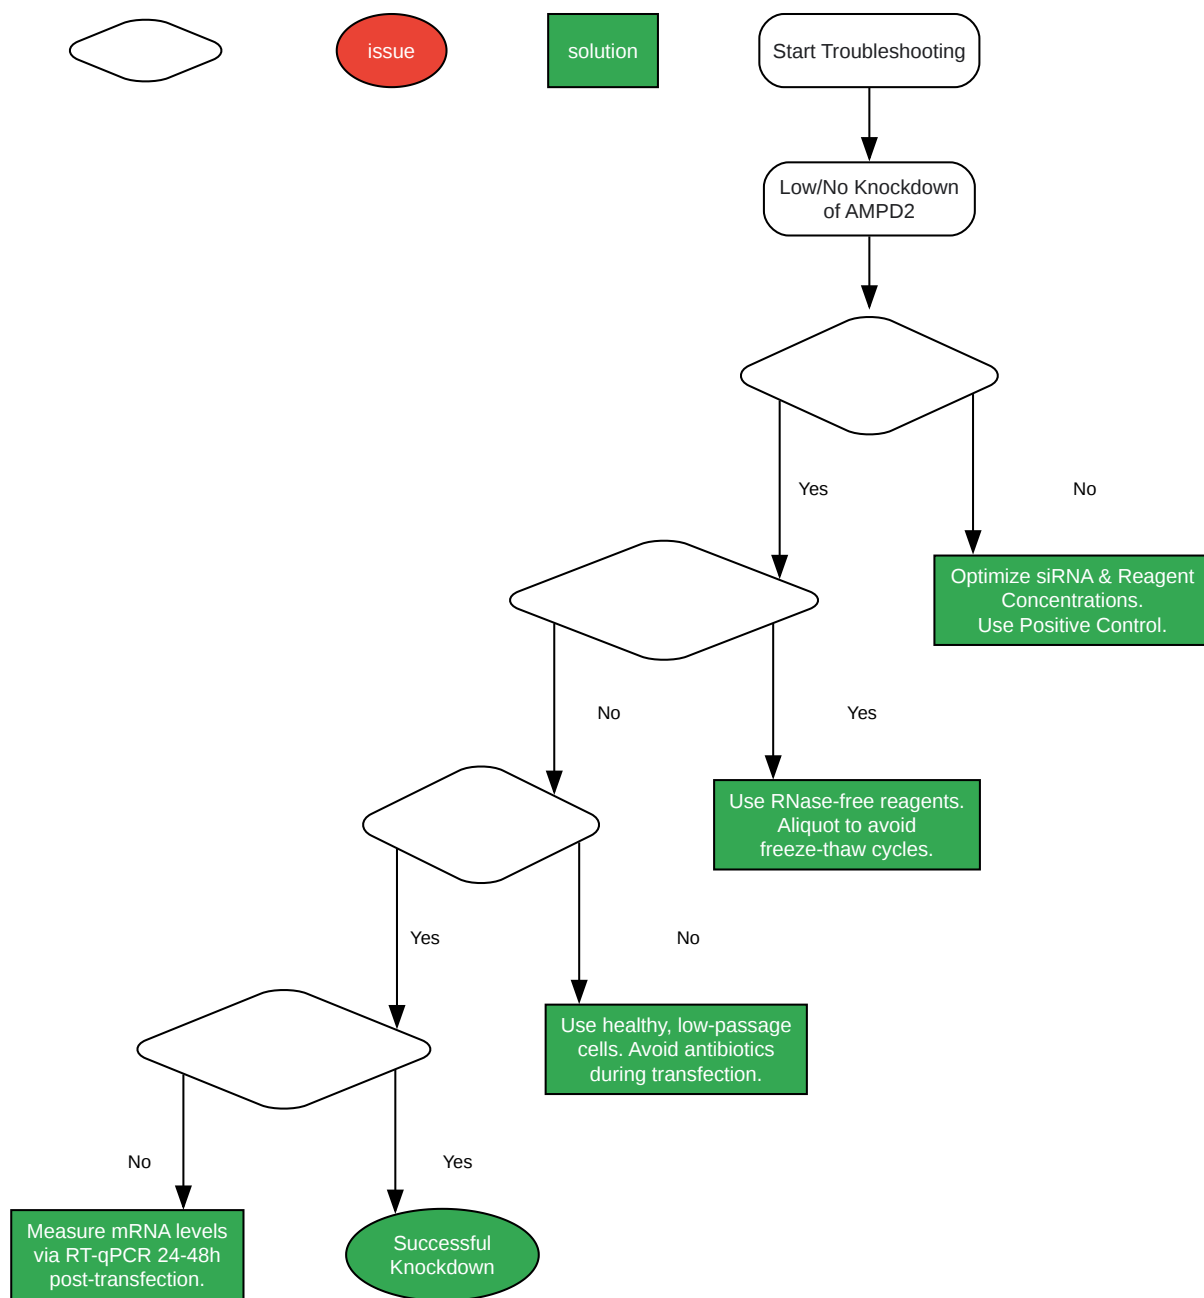 issue
solution
Start Troubleshooting
Low/No Knockdown
of AMPD2
Yes
No
Optimize siRNA & Reagent
Concentrations.
Use Positive Control.
No
Yes
Use RNase-free reagents.
Aliquot to avoid
freeze-thaw cycles.
Yes
No
Use healthy, low-passage
cells. Avoid antibiotics
during transfection.
No
Yes
Measure mRNA levels
via RT-qPCR 24-48h
post-transfection.
Successful
Knockdown